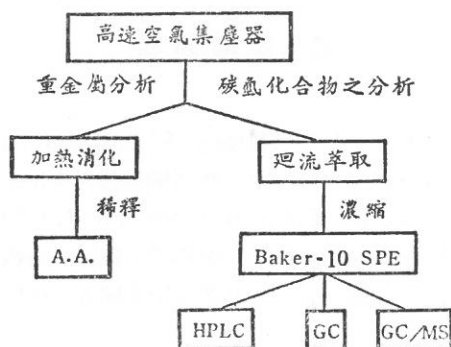 高速空氣集塵器
重金屬分析 碳氫化合物之分析
加熱消化 廻流萃取
稀釋 濃縮
A.A. Baker-10 SPE
HPLC GC GC/MS